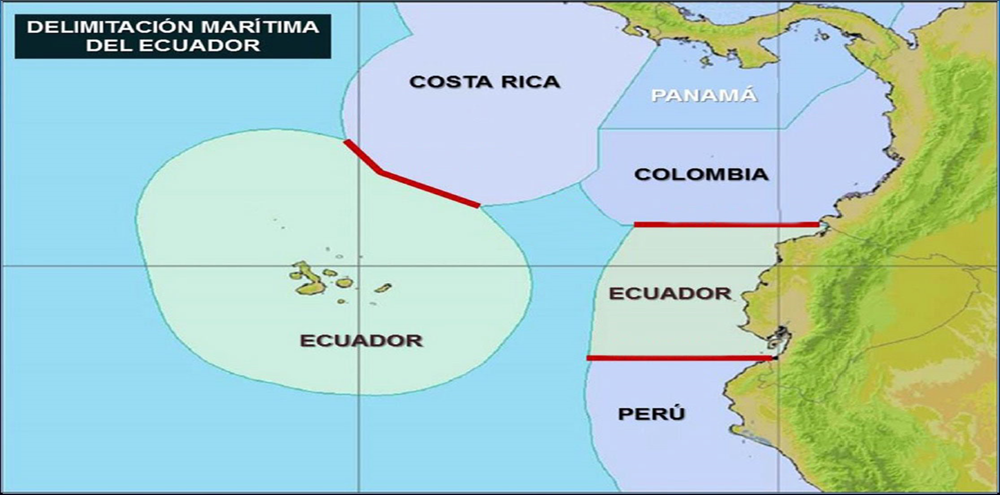 DELIMITACIÓN MARÍTIMA
DEL ECUADOR
COSTA RICA
PANAMÁ
COLOMBIA
ECUADOR
ECUADOR
PERÚ